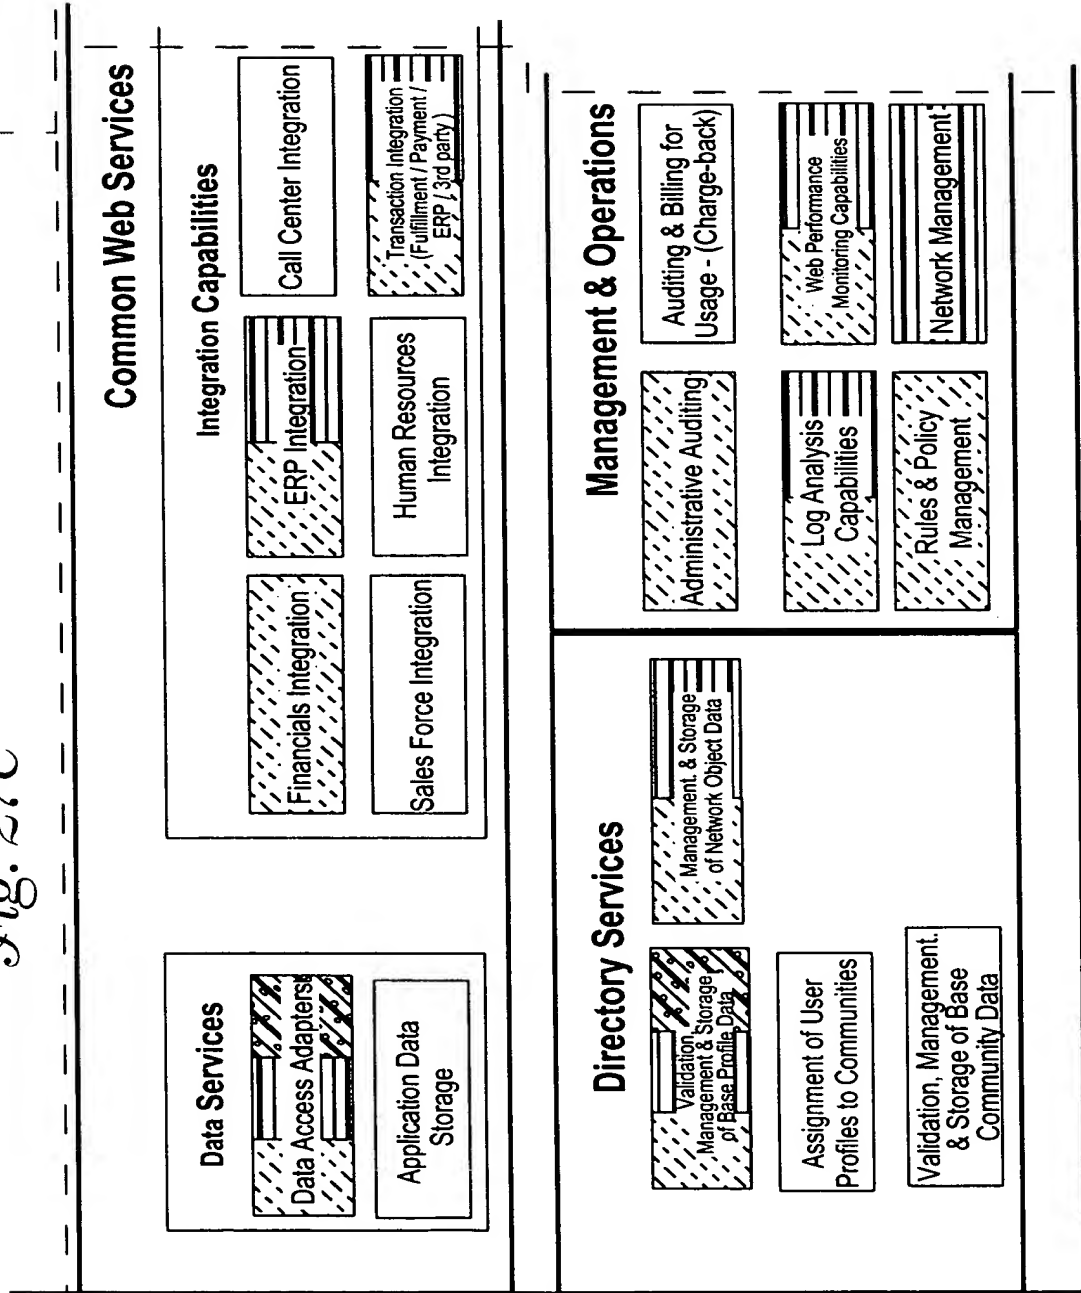 Fig. 27C
Common Web Services
Data Services
Data Access Adapters
Application Data
Storage
Integration Capabilities
Financials Integration
ERP Integration
Call Center Integration
Sales Force Integration
Human Resources
Integration
Transaction Integration
(Fulfillment / Payment /
ERP / 3rd party )
Directory Services
Validation,
Management & Storage
of Base Profile Data
Management. & Storage
of Network Object Data
Assignment of User
Profiles to Communities
Validation, Management.
& Storage of Base
Community Data
Management & Operations
Administrative Auditing
Auditing & Billing for
Usage - (Charge-back)
Log Analysis
Capabilities
Web Performance
Monitoring Capabilities
Rules & Policy
Management
Network Management